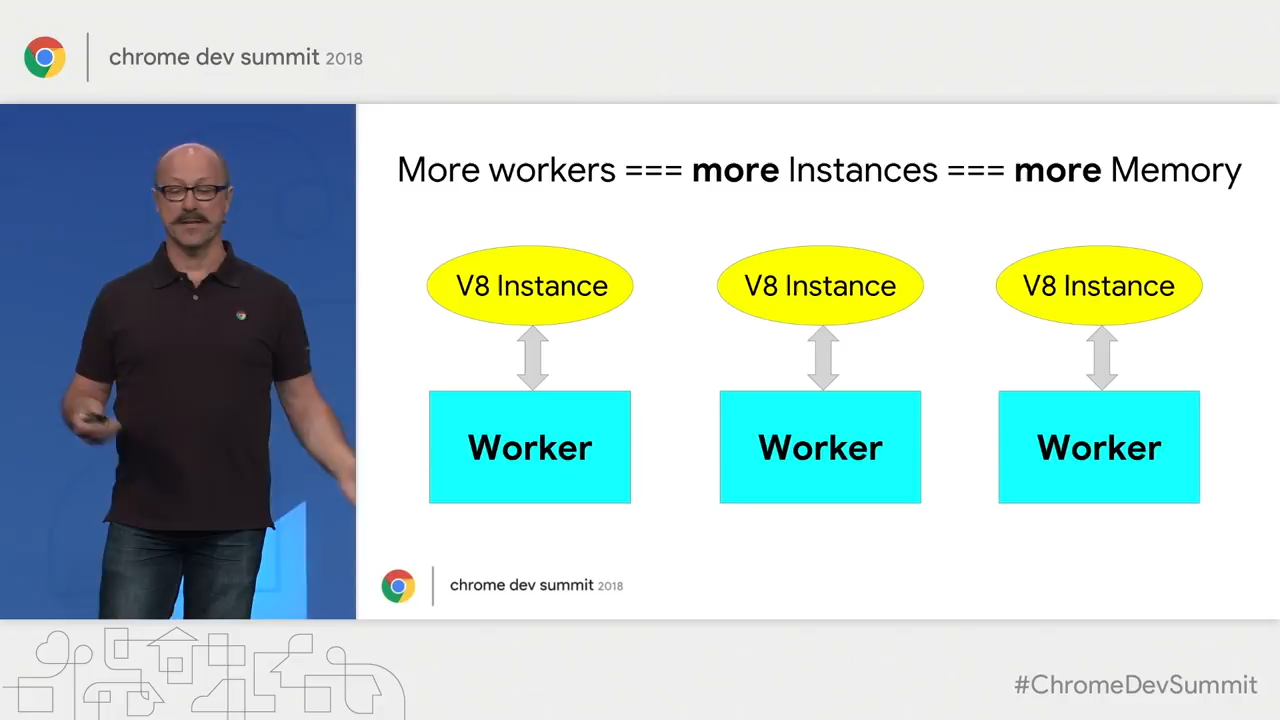 chrome dev summit 2018
More workers === more Instances === more Memory
V8 Instance V8 Instance V8 Instance
Worker Worker Worker
chrome dev summit 2018
#ChromeDevSummit